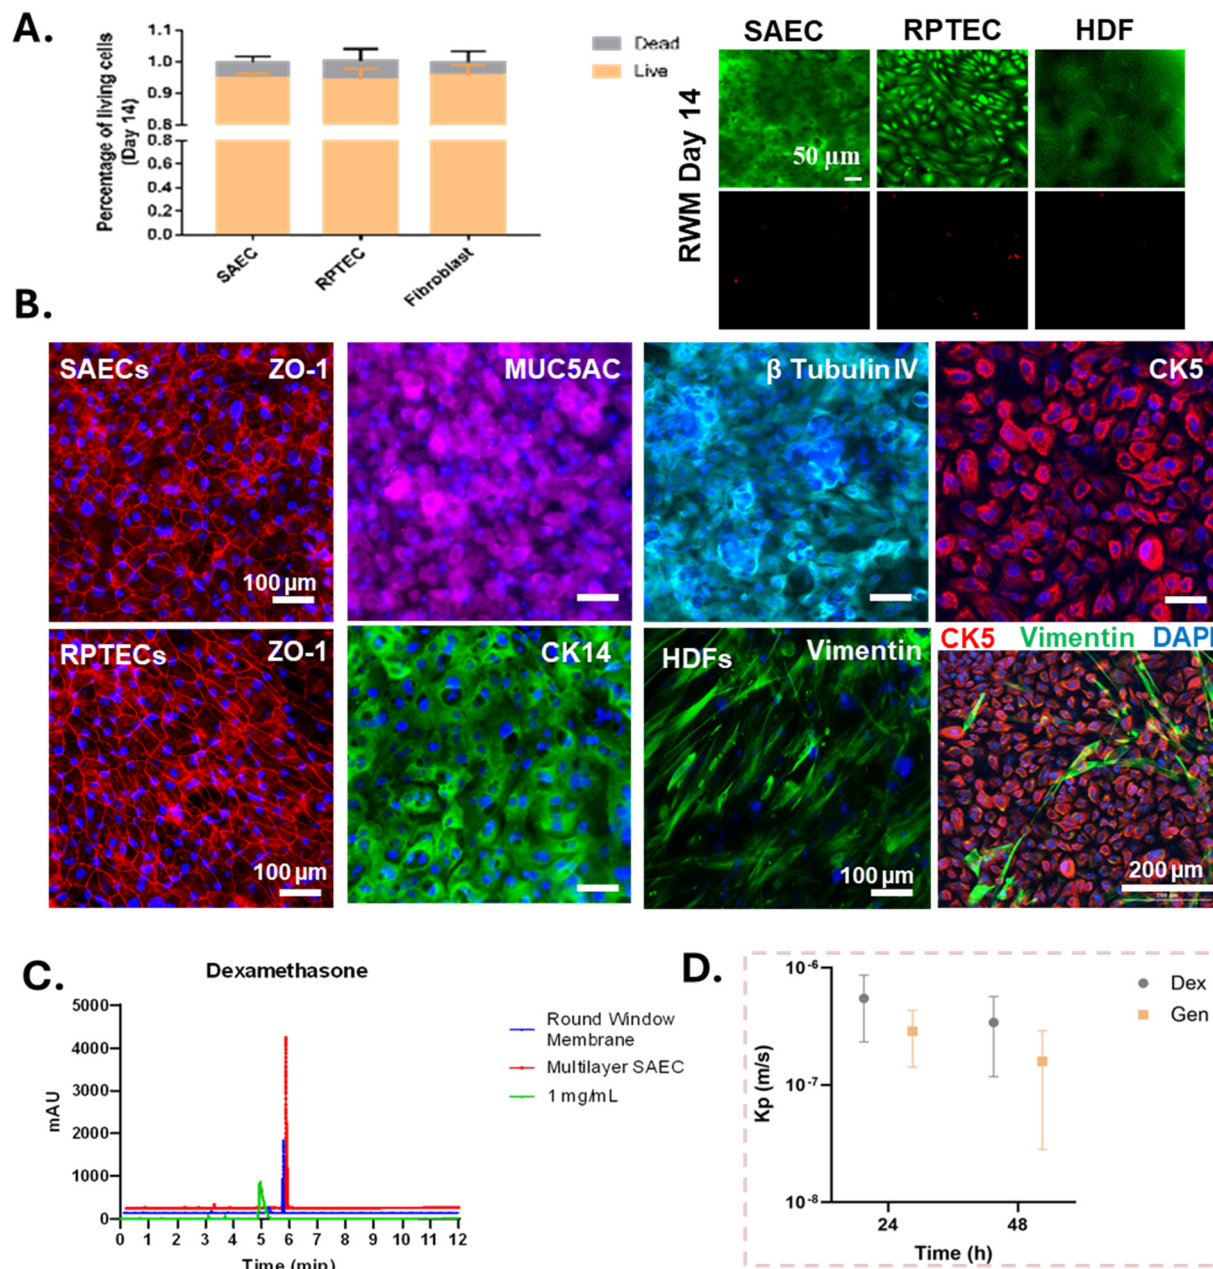 A.
Percentage of living cells
(Day 14)
1.1
1.0
0.9
0.8
0.8
0.6
0.4
0.2
0.0
SAEC
RPTEC
Fibroblast
Dead
Live
SAEC
RPTEC
HDF
RWM Day 14
50 µm
B.
SAECs
ZO-1
100 µm
MUC5AC
β Tubulin IV
CK5
RPTECs
ZO-1
100 µm
CK14
HDFs
Vimentin
100 µm
CK5 Vimentin DAPI
200 µm
C.
Dexamethasone
mAU
5000
4000
3000
2000
1000
0
0 1 2 3 4 5 6 7 8 9 10 11 12
Time (min)
Round Window
Membrane
Multilayer SAEC
1 mg/mL
D.
Kp (m/s)
10-6
10-7
10-8
24
48
Time (h)
Dex
Gen